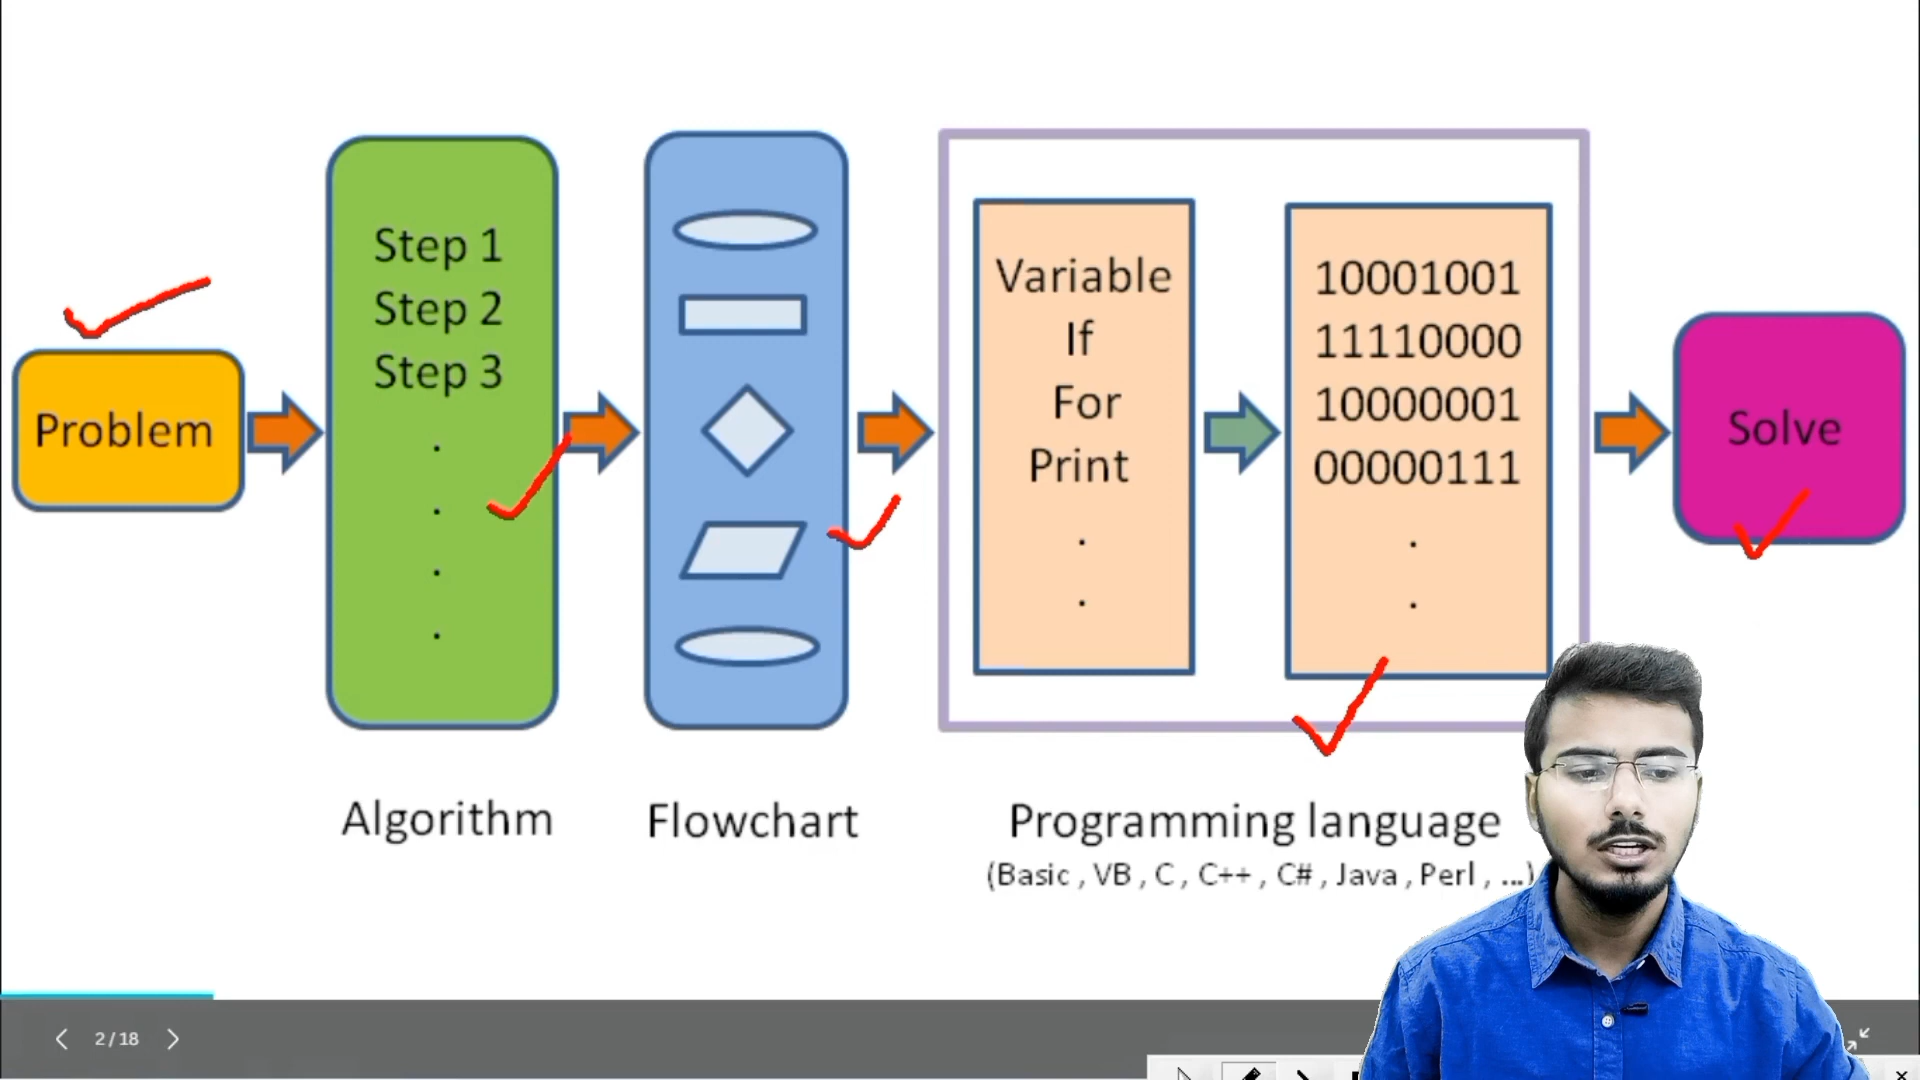 Problem
Step 1
Step 2
Step 3
.
.
.
.
Algorithm
Flowchart
Variable
If
For
Print
.
.
10001001
11110000
10000001
00000111
.
.
Programming language
(Basic , VB , C , C++ , C# , Java , Perl , ...)
Solve
2/18